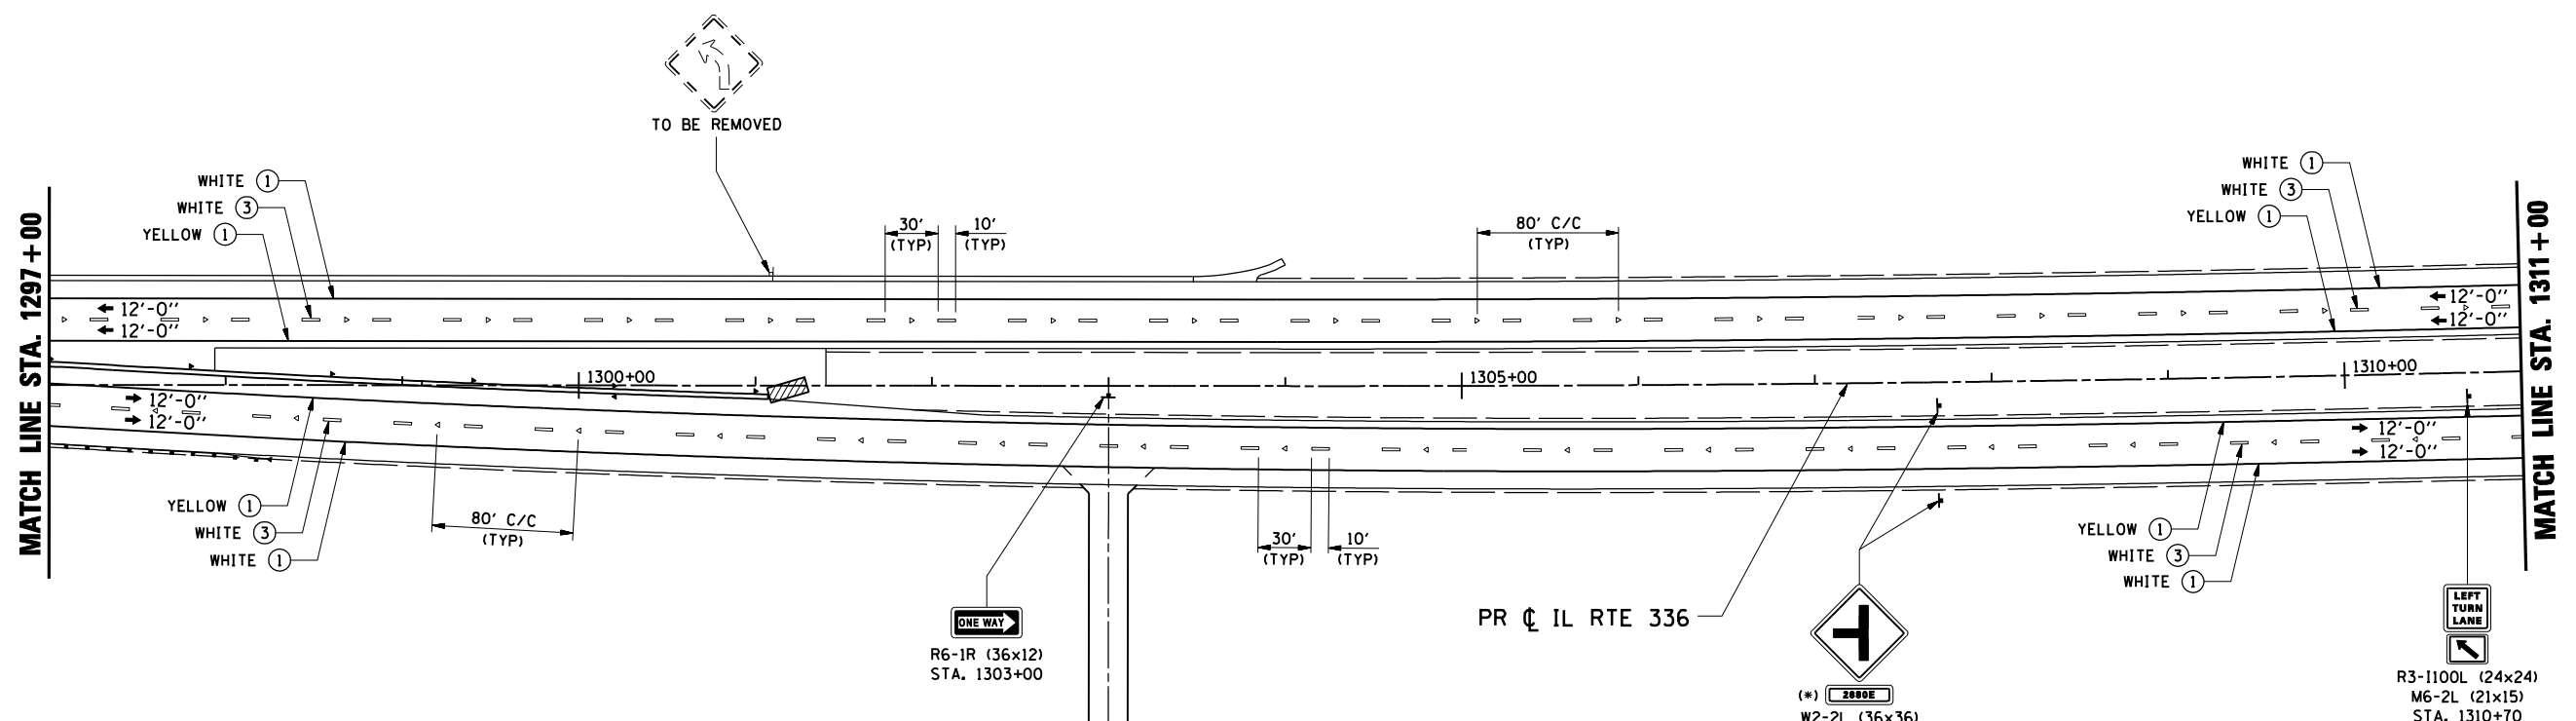 TO BE REMOVED
WHITE 1
WHITE 3
YELLOW 1
30' (TYP)
10' (TYP)
80' C/C (TYP)
WHITE 1
WHITE 3
YELLOW 1
MATCH LINE STA. 1297+00
MATCH LINE STA. 1311+00
12'-0"
12'-0"
12'-0"
12'-0"
1300+00
1305+00
1310+00
12'-0"
12'-0"
12'-0"
12'-0"
YELLOW 1
WHITE 3
WHITE 1
80' C/C (TYP)
30' (TYP)
10' (TYP)
YELLOW 1
WHITE 3
WHITE 1
ONE WAY
R6-1R (36x12)
STA. 1303+00
PR ℄ IL RTE 336
(*) 2880E
W2-2L (36x36)
LEFT
TURN
LANE
R3-I100L (24x24)
M6-2L (21x15)
STA. 1310+70